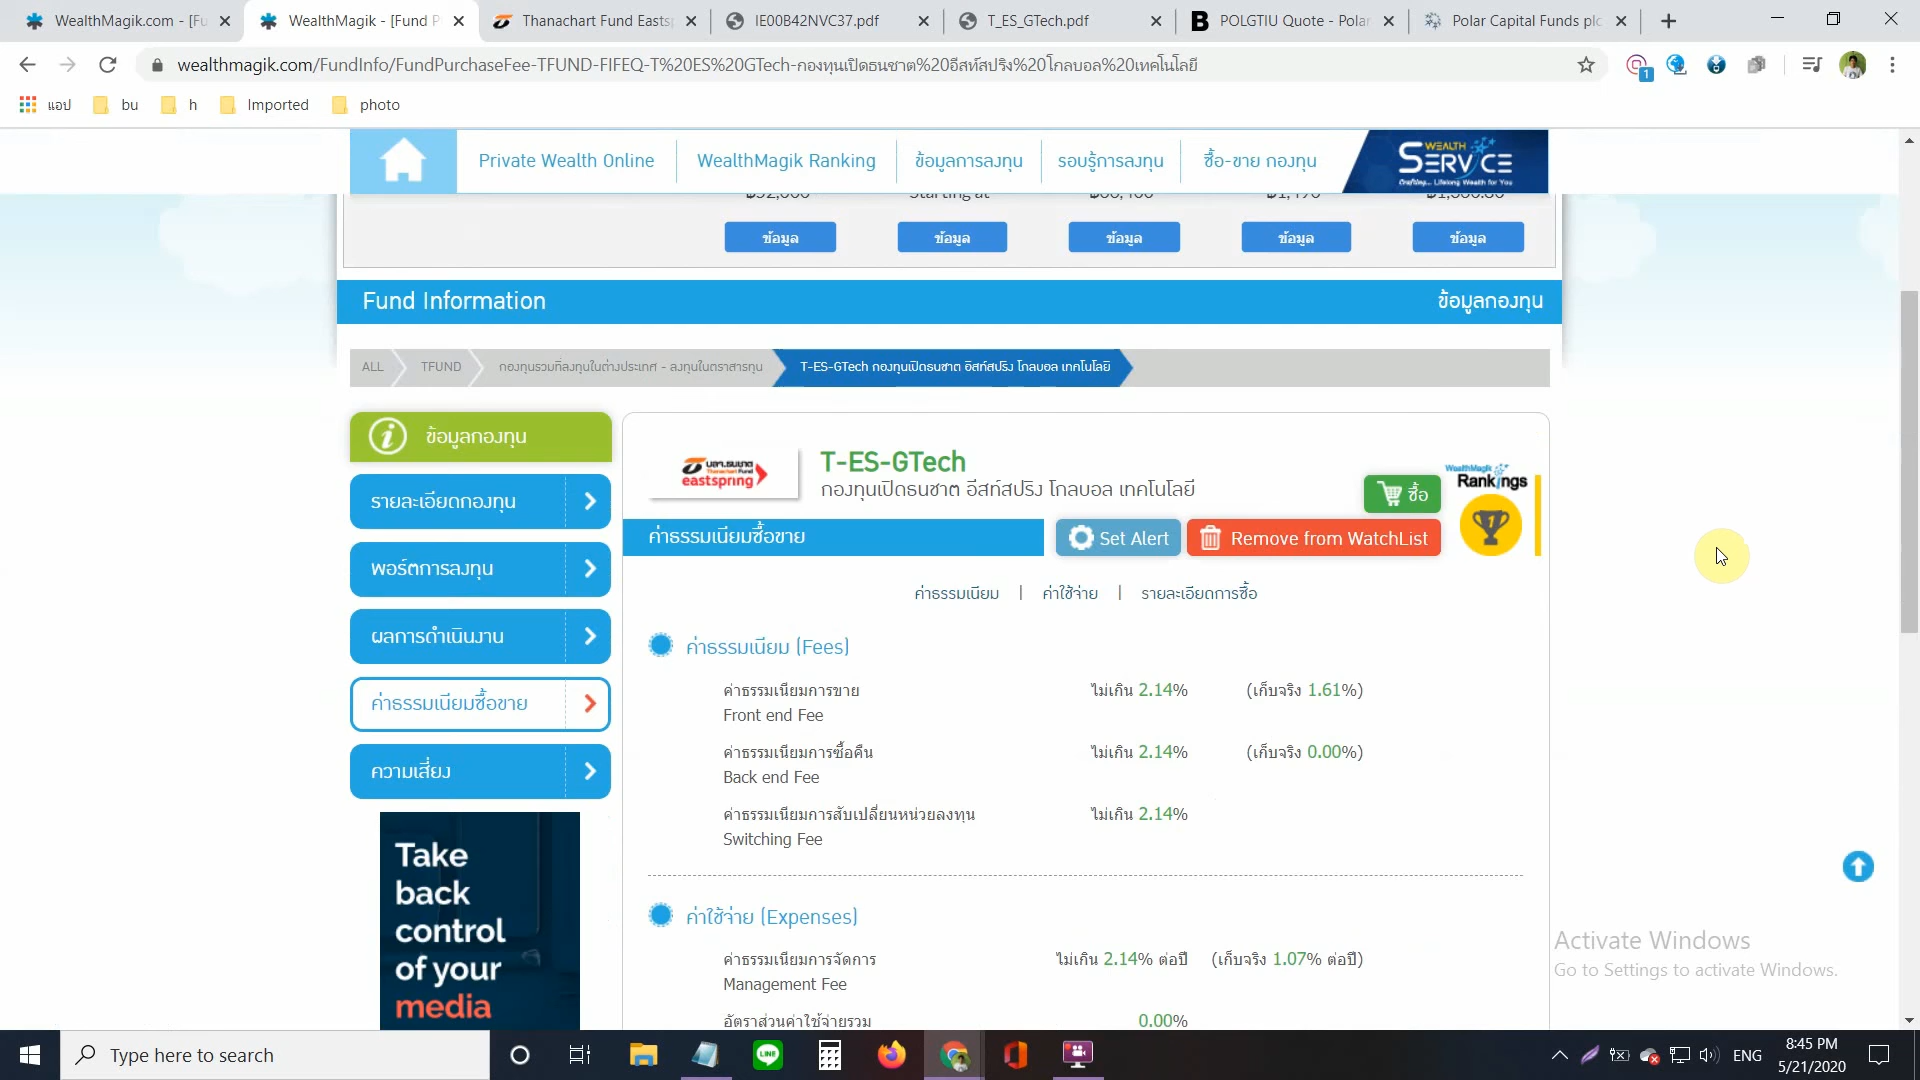 WealthMagik.com - [Fu
WealthMagik - [Fund P
Thanachart Fund Eastsp
IE00B42NVC37.pdf
T_ES_GTech.pdf
POLGTIU Quote - Polar
Polar Capital Funds plc
wealthmagik.com/FundInfo/FundPurchaseFee-TFUND-FIFEQ-T%20ES%20GTech-กองทุนเปิดธนชาต%20อีสท์สปริง%20โกลบอล%20เทคโนโลยี
1
แอป
bu
h
Imported
photo
Private Wealth Online
WealthMagik Ranking
ข้อมูลการลงทุน
รอบรู้การลงทุน
ซื้อ-ขาย กองทุน
WEALTH
SERVICE
Crafting... Lifelong Wealth for You
Starting at
ข้อมูล
ข้อมูล
ข้อมูล
ข้อมูล
ข้อมูล
Fund Information
ข้อมูลกองทุน
ALL
TFUND
กองทุนรวมที่ลงทุนในต่างประเทศ - ลงทุนในตราสารทุน
T-ES-GTech กองทุนเปิดธนชาต อีสท์สปริง โกลบอล เทคโนโลยี
ข้อมูลกองทุน
รายละเอียดกองทุน
พอร์ตการลงทุน
ผลการดำเนินงาน
ค่าธรรมเนียมซื้อขาย
ความเสี่ยง
Take
back
control
of your
media
บลจ.ธนชาต
Thanachart Fund
eastspring
T-ES-GTech
กองทุนเปิดธนชาต อีสท์สปริง โกลบอล เทคโนโลยี
ซื้อ
WealthMagik
Rankings
1
ค่าธรรมเนียมซื้อขาย
Set Alert
Remove from WatchList
ค่าธรรมเนียม | ค่าใช้จ่าย | รายละเอียดการซื้อ
ค่าธรรมเนียม (Fees)
ค่าธรรมเนียมการขาย ไม่เกิน 2.14% (เก็บจริง 1.61%)
Front end Fee
ค่าธรรมเนียมการซื้อคืน ไม่เกิน 2.14% (เก็บจริง 0.00%)
Back end Fee
ค่าธรรมเนียมการสับเปลี่ยนหน่วยลงทุน ไม่เกิน 2.14%
Switching Fee
ค่าใช้จ่าย (Expenses)
ค่าธรรมเนียมการจัดการ ไม่เกิน 2.14% ต่อปี (เก็บจริง 1.07% ต่อปี)
Management Fee
อัตราส่วนค่าใช้จ่ายรวม 0.00%
Activate Windows
Go to Settings to activate Windows.
Type here to search
LINE
ENG
8:45 PM
5/21/2020